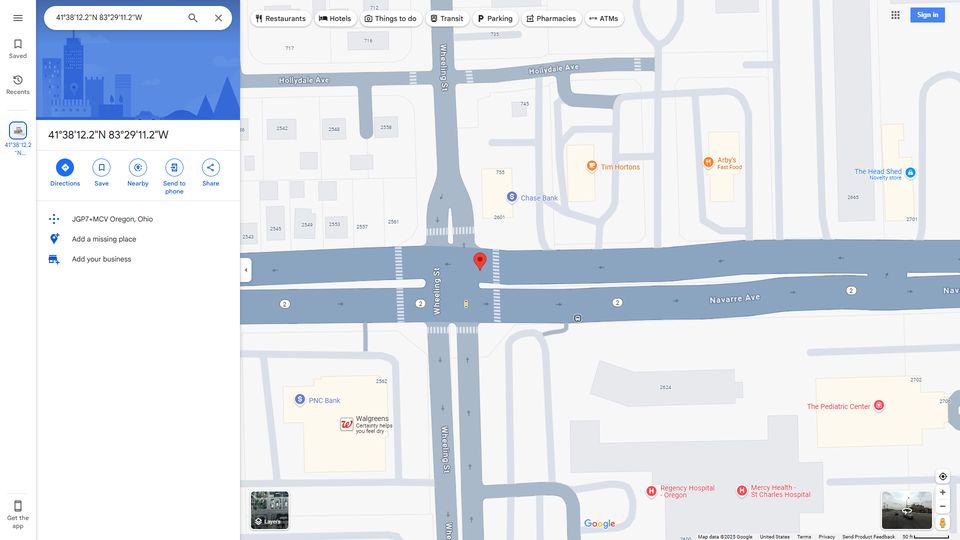 41°38'12.2"N 83°29'11.2"W
Restaurants
Hotels
Things to do
Transit
Parking
Pharmacies
ATMs
Sign in
Saved
Recents
41°38'12.2
"N...
41°38'12.2"N 83°29'11.2"W
Directions
Save
Nearby
Send to
phone
Share
JGP7+MCV Oregon, Ohio
Add a missing place
Add your business
Get the
app
717
716
735
Wheeling St
Hollydale Ave
Hollydale Ave
2542
2548
2558
745
765
Chase Bank
2601
Tim Hortons
Arby's
Fast Food
The Head Shed
Novelty store
2665
2701
2543
2545
2549
2553
2557
2561
Wheeling St
2
2
2
2
Navarre Ave
Nav
2562
PNC Bank
Walgreens
Certainty helps
you feel dry
2624
2702
The Pediatric Center
Wheeling St
Regency Hospital
- Oregon
Mercy Health -
St Charles Hospital
Whe
Layers
Google
Map data ©2025 Google
United States
Terms
Privacy
Send Product Feedback
50 ft